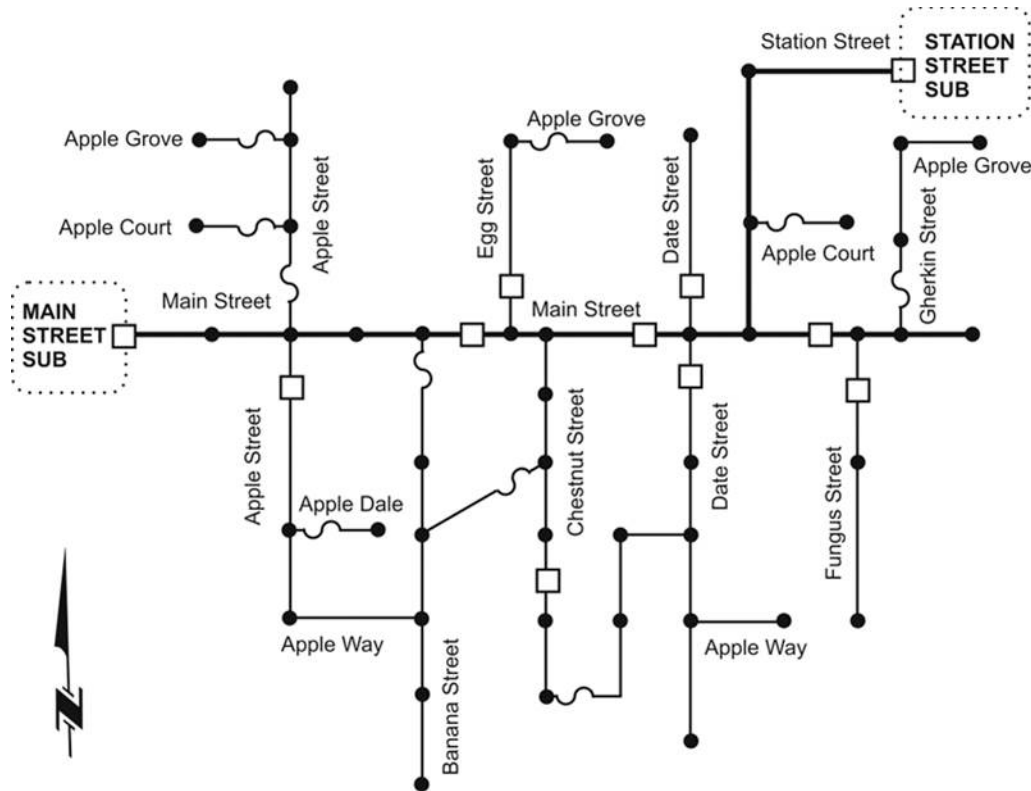 Station Street
STATION
STREET
SUB
Apple Grove
Apple Grove
Apple Grove
Apple Street
Egg Street
Date Street
Gherkin Street
Apple Court
Apple Court
MAIN
STREET
SUB
Main Street
Main Street
Apple Street
Apple Dale
Chestnut Street
Date Street
Fungus Street
Apple Way
Apple Way
Banana Street
N